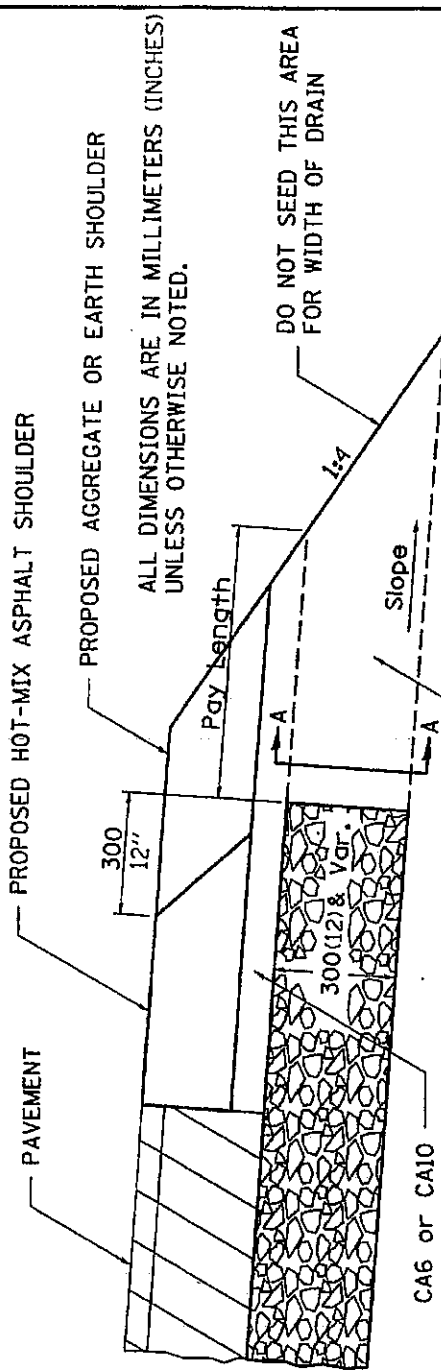 PAVEMENT
PROPOSED HOT-MIX ASPHALT SHOULDER
PROPOSED AGGREGATE OR EARTH SHOULDER
ALL DIMENSIONS ARE IN MILLIMETERS (INCHES)
UNLESS OTHERWISE NOTED.
300
12"
Pay Length
1:4
DO NOT SEED THIS AREA
FOR WIDTH OF DRAIN
A
Slope
A
300(12) & Var.
CA6 or CA10